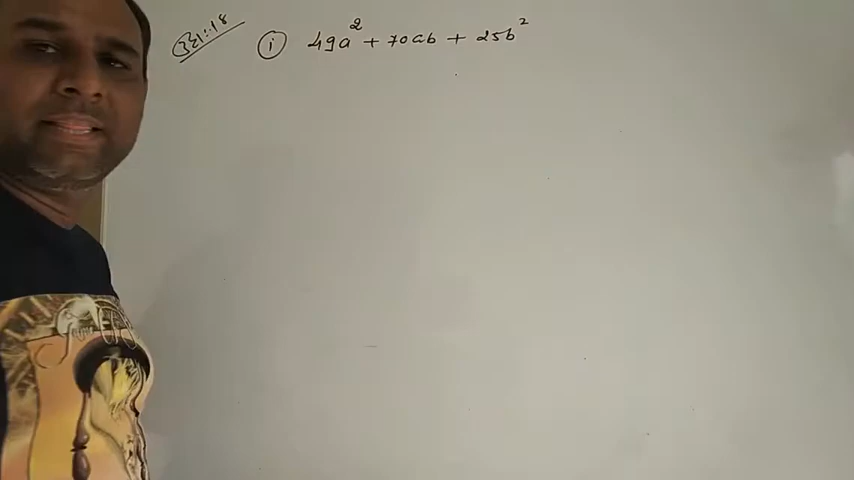 (i) 49a² + 70ab + 25b²